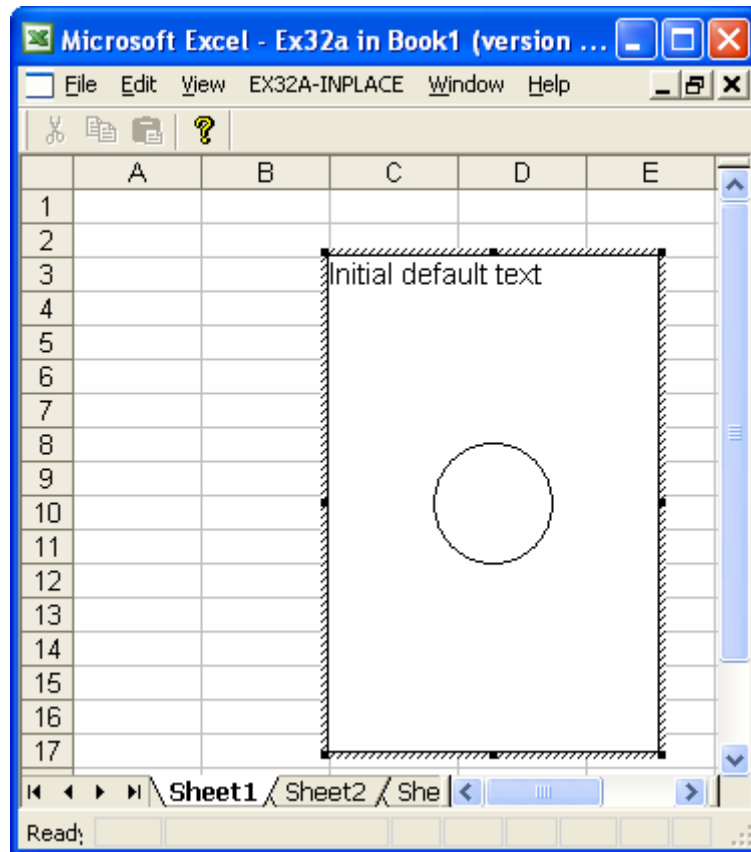 Microsoft Excel - Ex32a in Book1 (version ...
File Edit View EX32A-INPLACE Window Help
A B C D E
1
2
3
Initial default text
4
5
6
7
8
9
10
11
12
13
14
15
16
17
Sheet1 Sheet2 She
Ready